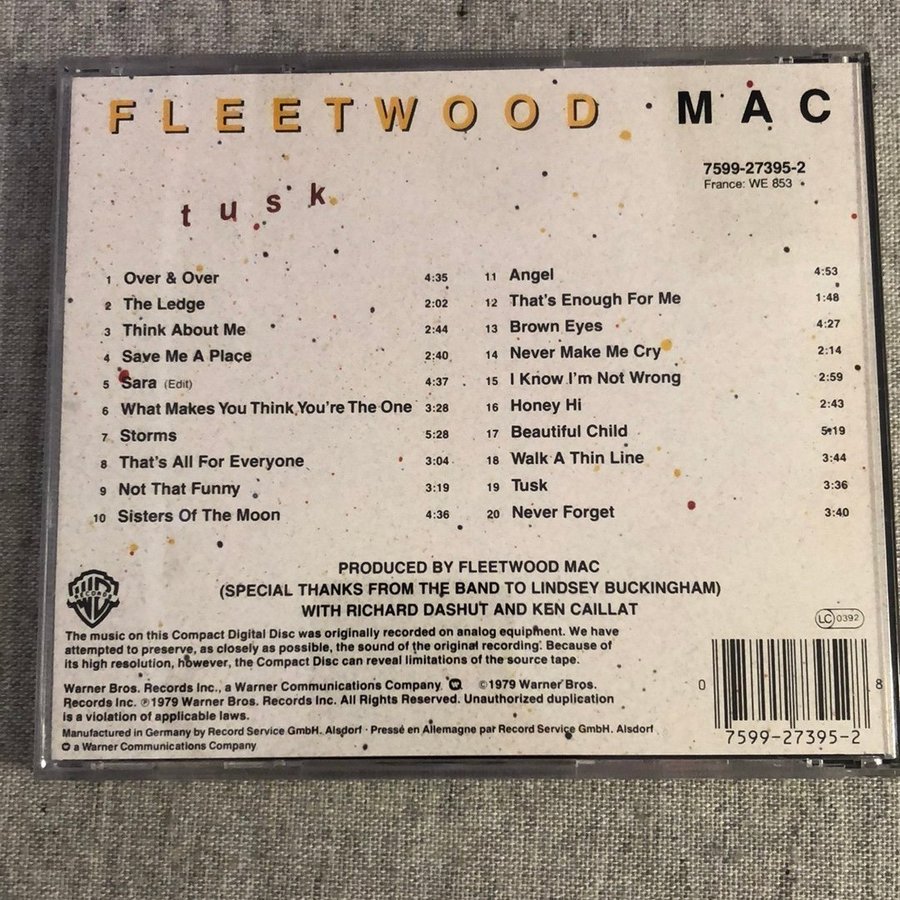 FLEETWOOD MAC
7599-27395-2
France: WE 853
tusk
1 Over & Over 4:35
2 The Ledge 2:02
3 Think About Me 2:44
4 Save Me A Place 2:40
5 Sara (Edit) 4:37
6 What Makes You Think You're The One 3:28
7 Storms 5:28
8 That's All For Everyone 3:04
9 Not That Funny 3:19
10 Sisters Of The Moon 4:36
11 Angel 4:53
12 That's Enough For Me 1:48
13 Brown Eyes 4:27
14 Never Make Me Cry 2:14
15 I Know I'm Not Wrong 2:59
16 Honey Hi 2:43
17 Beautiful Child 5:19
18 Walk A Thin Line 3:44
19 Tusk 3:36
20 Never Forget 3:40
PRODUCED BY FLEETWOOD MAC
(SPECIAL THANKS FROM THE BAND TO LINDSEY BUCKINGHAM)
WITH RICHARD DASHUT AND KEN CAILLAT
WB
RECORDS
LC 0392
The music on this Compact Digital Disc was originally recorded on analog equipment. We have
attempted to preserve, as closely as possible, the sound of the original recording. Because of
its high resolution, however, the Compact Disc can reveal limitations of the source tape.
Warner Bros. Records Inc., a Warner Communications Company. ©1979 Warner Bros.
Records Inc. ℗1979 Warner Bros. Records Inc. All Rights Reserved. Unauthorized duplication
is a violation of applicable laws.
Manufactured in Germany by Record Service GmbH. Alsdorf · Pressé en Allemagne par Record Service GmbH. Alsdorf
a Warner Communications Company
0 8
7599-27395-2